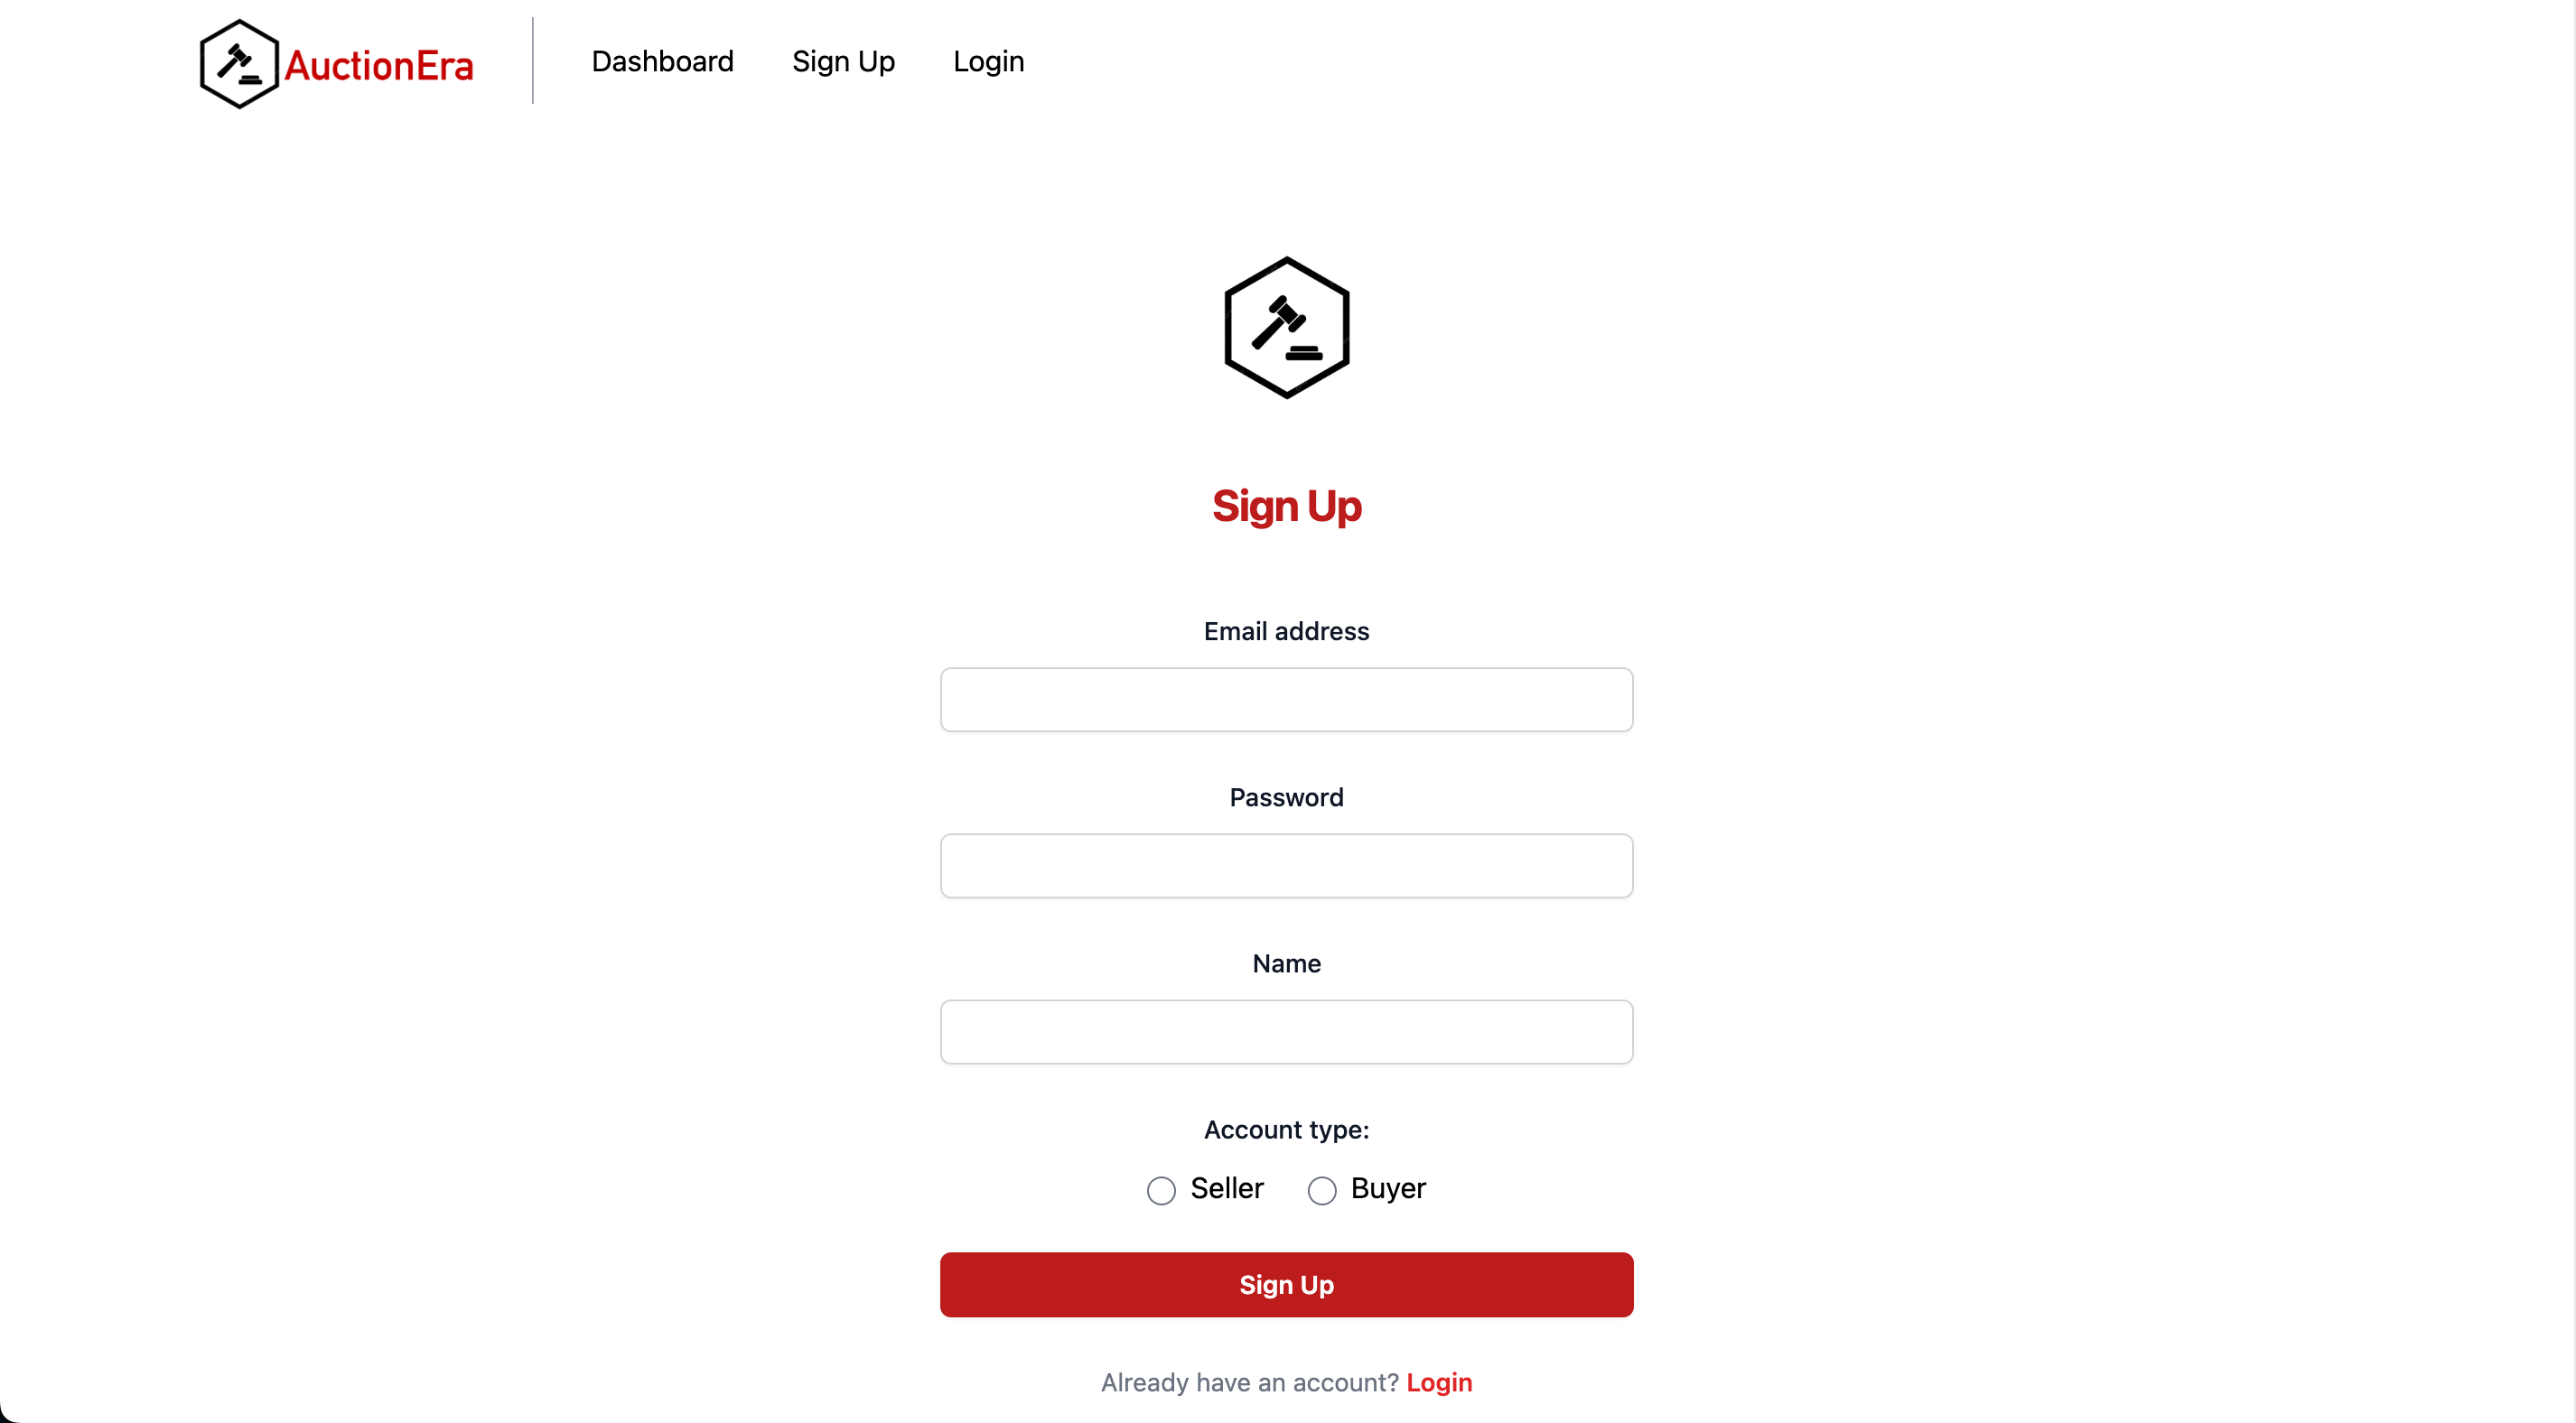 AuctionEra
Dashboard Sign Up Login
Sign Up
Email address
Password
Name
Account type:
Seller Buyer
Sign Up
Already have an account? Login